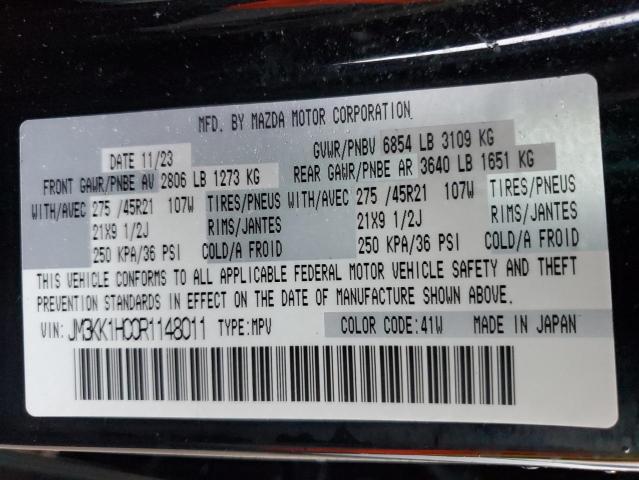 MFD. BY MAZDA MOTOR CORPORATION
DATE 11/23 GVWR/PNBV 6854 LB 3109 KG
FRONT GAWR/PNBE AV 2806 LB 1273 KG REAR GAWR/PNBE AR 3640 LB 1651 KG
WITH/AVEC 275 /45R21 107W TIRES/PNEUS WITH/AVEC 275 /45R21 107W TIRES/PNEUS
21X9 1/2J RIMS/JANTES 21X9 1/2J RIMS/JANTES
250 KPA/36 PSI COLD/A FROID 250 KPA/36 PSI COLD/A FROID
THIS VEHICLE CONFORMS TO ALL APPLICABLE FEDERAL MOTOR VEHICLE SAFETY AND THEFT
PREVENTION STANDARDS IN EFFECT ON THE DATE OF MANUFACTURE SHOWN ABOVE.
VIN: JM3KK1HC0R1148011 TYPE:MPV COLOR CODE:41W MADE IN JAPAN